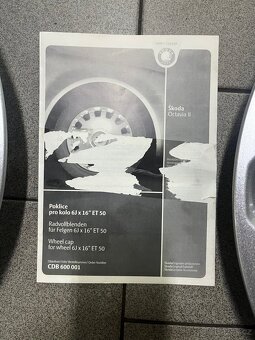 Škoda
Octavia II
Poklice
pro kolo 6J x 16" ET 50
Radvollblenden
für Felgen 6J x 16" ET 50
Wheel cap
for wheel 6J x 16" ET 50
CDB 600 001